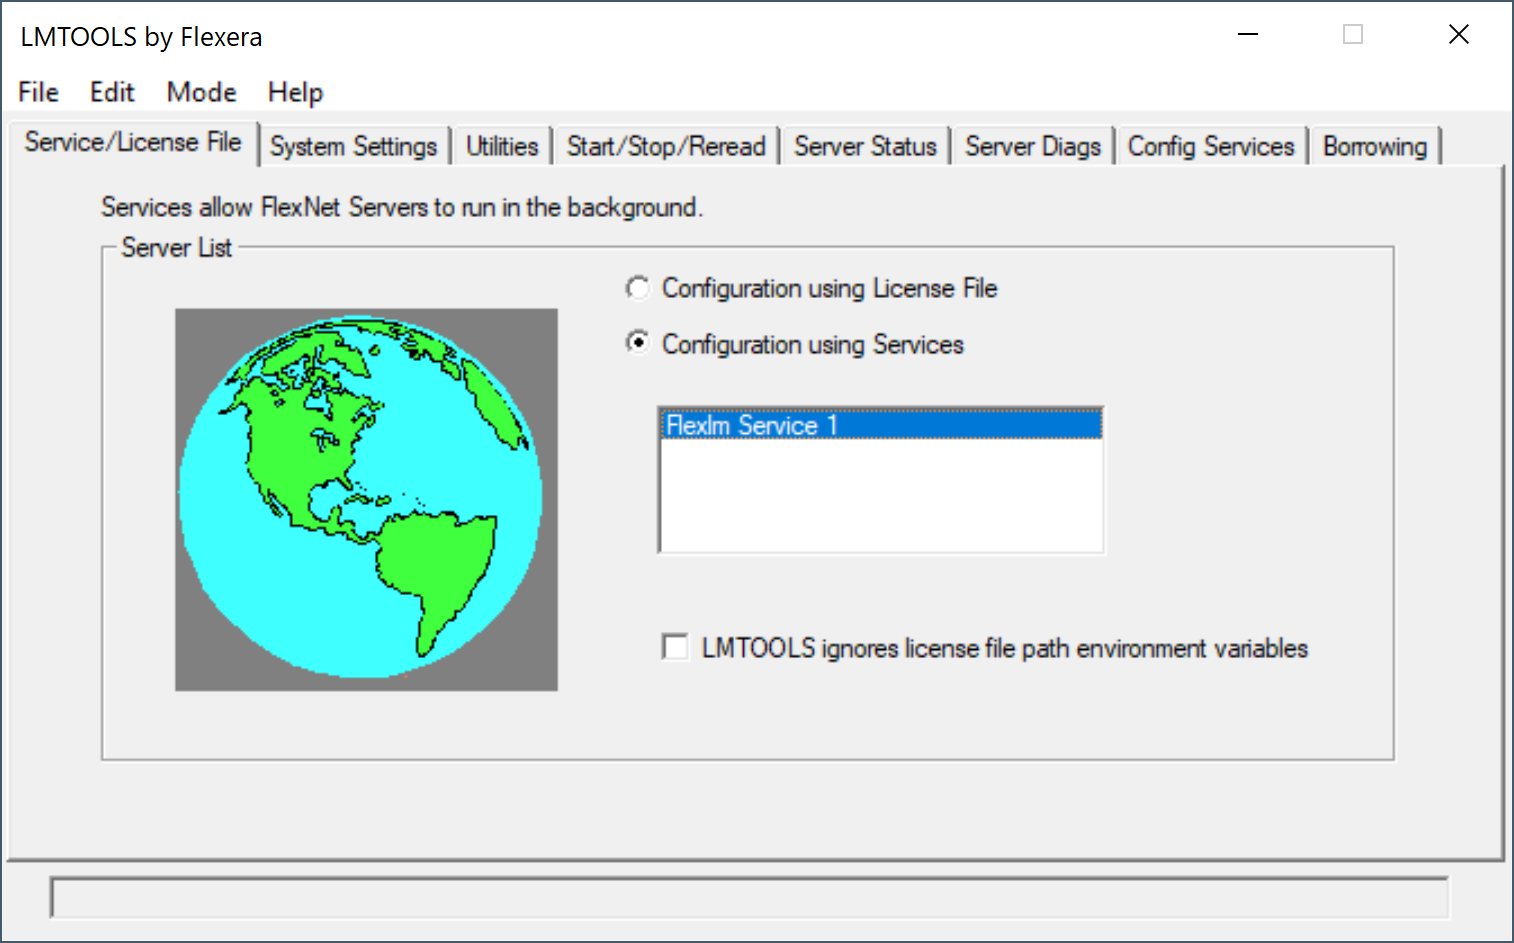 LMTOOLS by Flexera
File Edit Mode Help
Service/License File System Settings Utilities Start/Stop/Reread Server Status Server Diags Config Services Borrowing
Services allow FlexNet Servers to run in the background.
Server List
Configuration using License File
Configuration using Services
Flexlm Service 1
LMTOOLS ignores license file path environment variables